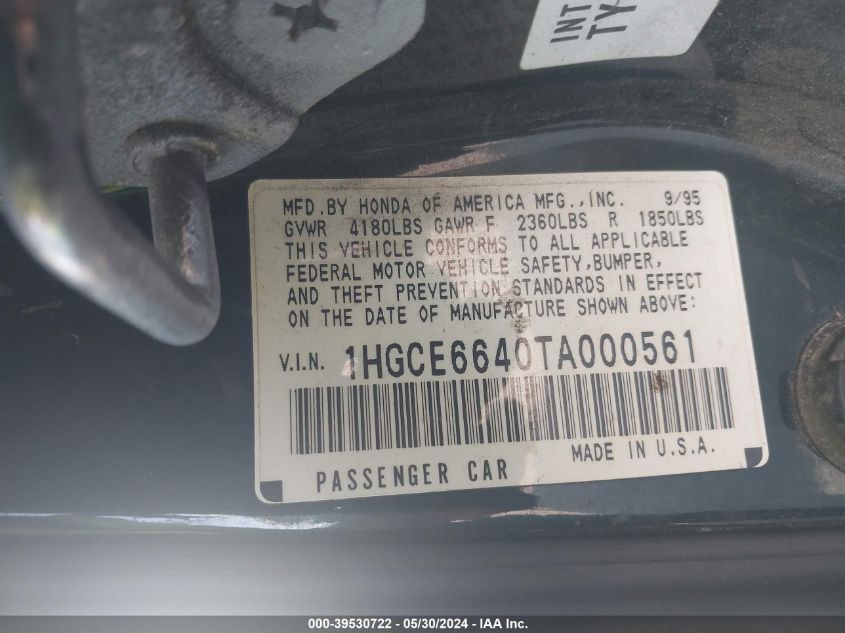 INT
TY
MFD.BY HONDA OF AMERICA MFG.,INC. 9/95
GVWR 4180LBS GAWR F 2360LBS R 1850LBS
THIS VEHICLE CONFORMS TO ALL APPLICABLE
FEDERAL MOTOR VEHICLE SAFETY,BUMPER,
AND THEFT PREVENTION STANDARDS IN EFFECT
ON THE DATE OF MANUFACTURE SHOWN ABOVE:
V.I.N. 1HGCE6640TA000561
PASSENGER CAR MADE IN U.S.A.
000-39530722 - 05/30/2024 - IAA Inc.